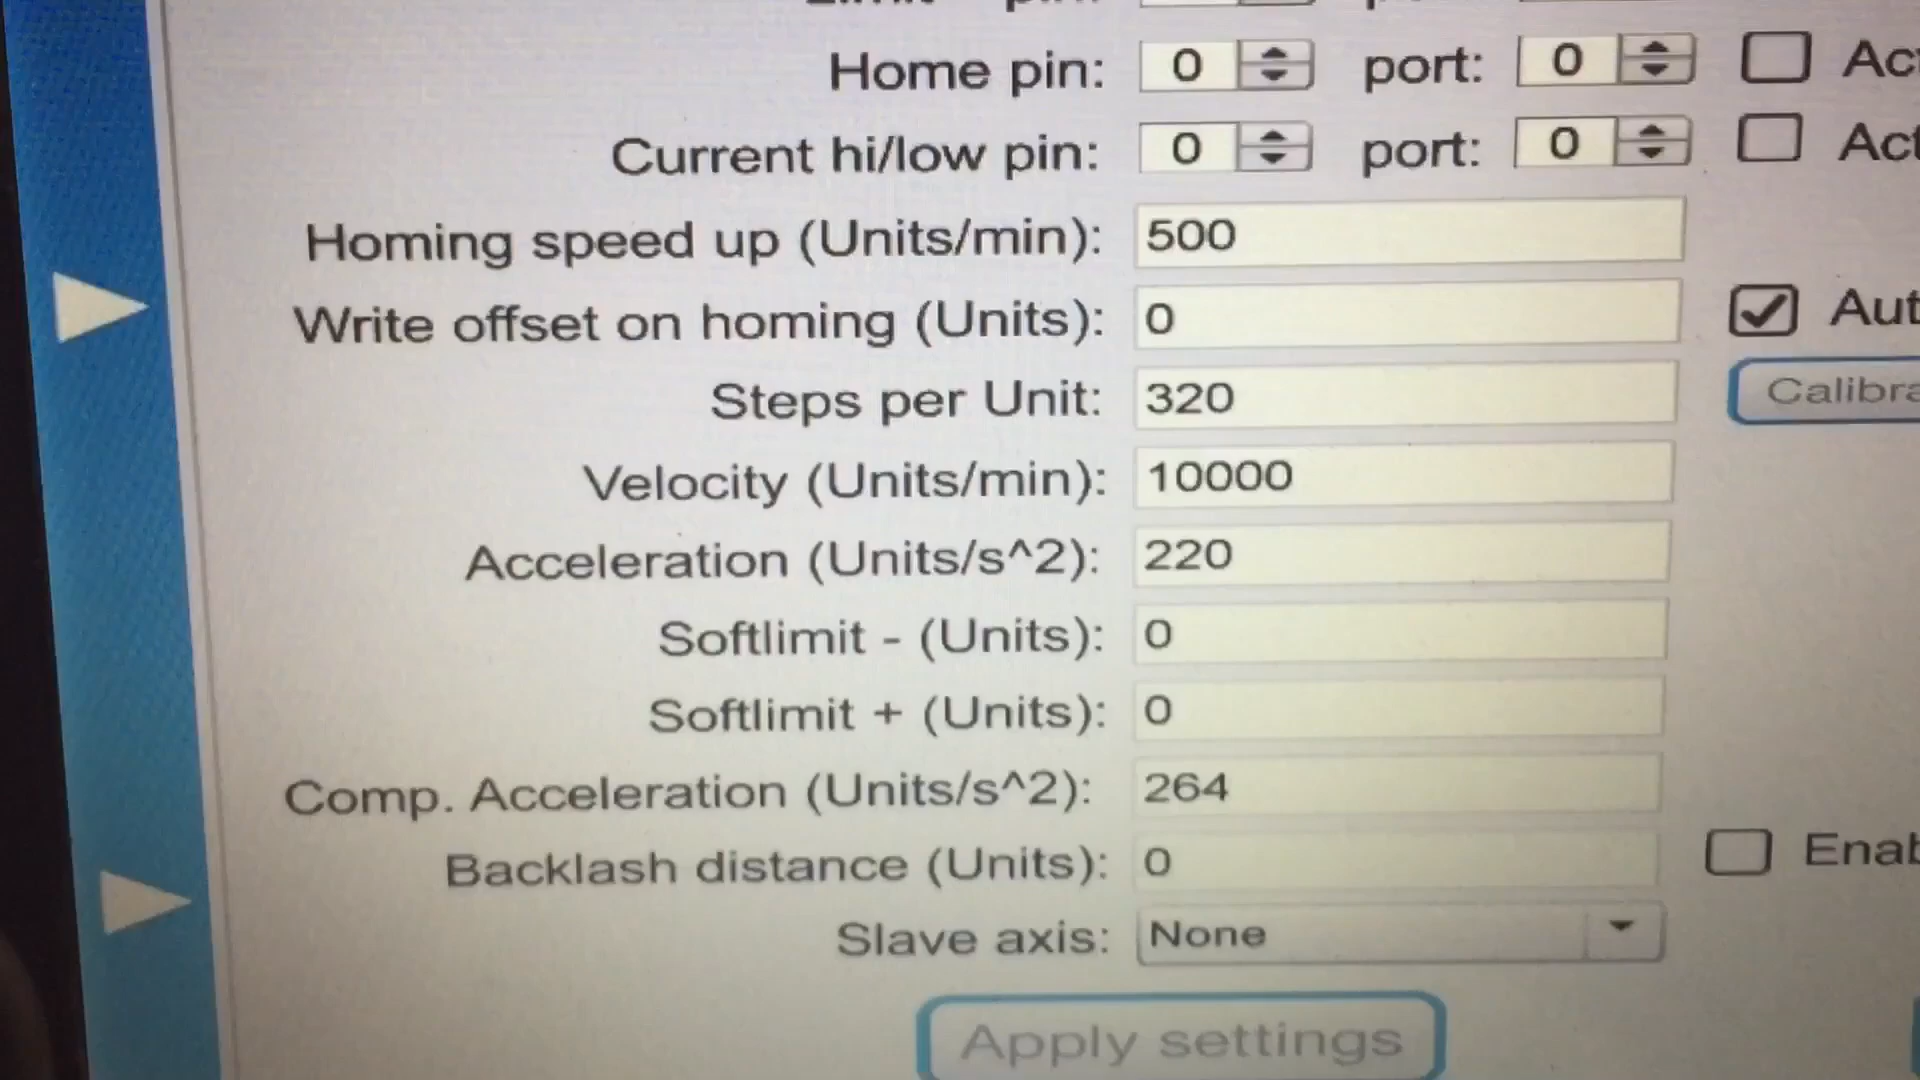 Home pin: 0 port: 0
Current hi/low pin: 0 port: 0
Homing speed up (Units/min): 500
Write offset on homing (Units): 0
Steps per Unit: 320
Velocity (Units/min): 10000
Acceleration (Units/s^2): 220
Softlimit - (Units): 0
Softlimit + (Units): 0
Comp. Acceleration (Units/s^2): 264
Backlash distance (Units): 0
Slave axis: None
Apply settings